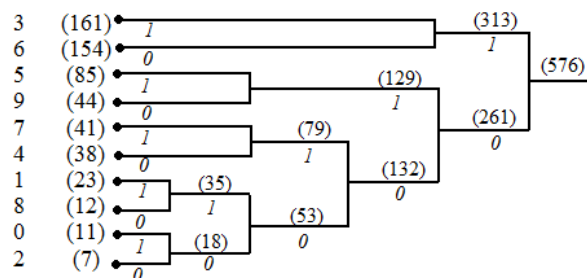 3 (161) 1 (313)
6 (154) 0 1 (576)
5 (85) 1 (129)
9 (44) 0 1 (261)
7 (41) 1 (79) 0
4 (38) 0 1 (132)
1 (23) 1 (35) 0
8 (12) 0 1 (53)
0 (11) 1 (18) 0
2 (7) 0 0